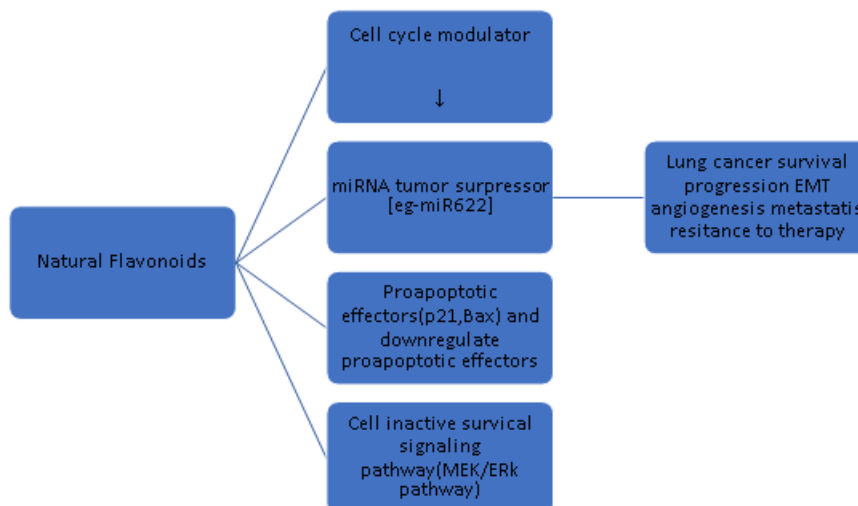 Natural Flavonoids
Cell cycle modulator
↓
miRNA tumor surpressor
[eg-miR622]
Proapoptotic
effectors(p21,Bax) and
downregulate
proapoptotic effectors
Cell inactive survical
signaling
pathway(MEK/ERk
pathway)
Lung cancer survival
progression EMT
angiogenesis metastatis
resitance to therapy